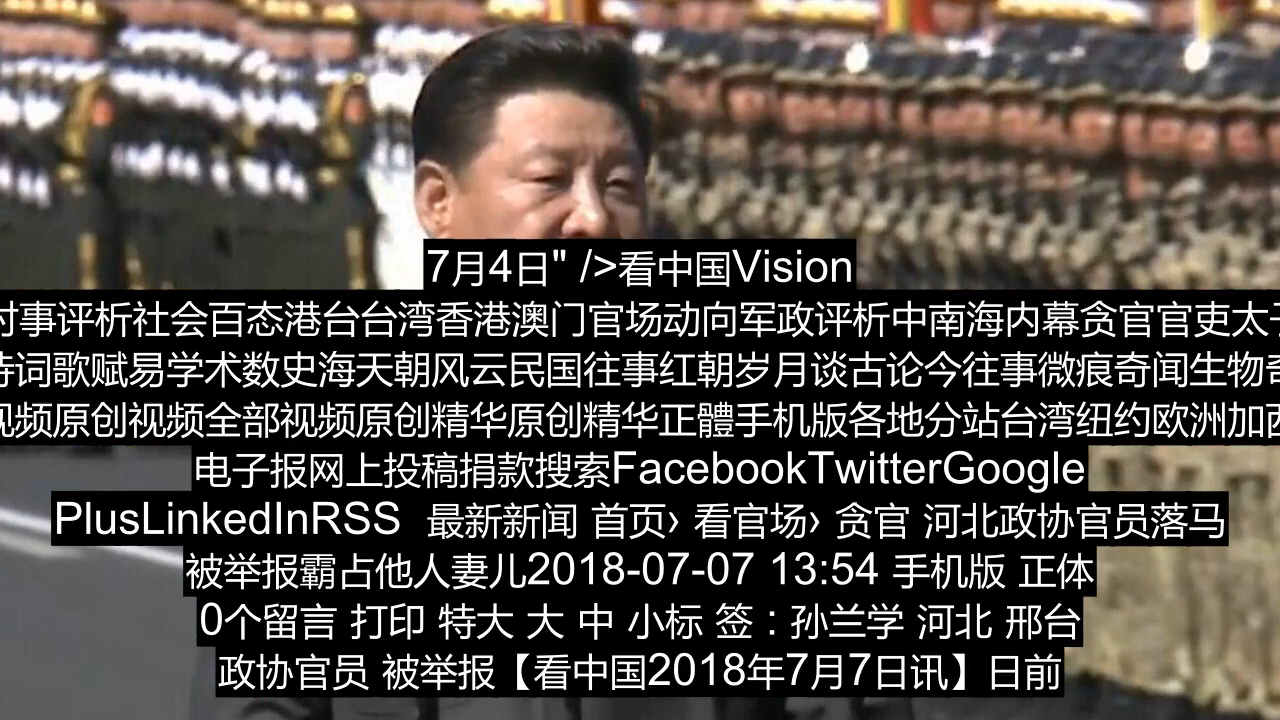 7月4日" />看中国Vision
时事评析社会百态港台台湾香港澳门官场动向军政评析中南海内幕贪官官吏太子
诗词歌赋易学术数史海天朝风云民国往事红朝岁月谈古论今往事微痕奇闻生物奇
视频原创视频全部视频原创精华原创精华正體手机版各地分站台湾纽约欧洲加西
电子报网上投稿捐款搜索FacebookTwitterGoogle
PlusLinkedInRSS 最新新闻 首页› 看官场› 贪官 河北政协官员落马
被举报霸占他人妻儿2018-07-07 13:54 手机版 正体
0个留言 打印 特大 大 中 小标 签：孙兰学 河北 邢台
政协官员 被举报【看中国2018年7月7日讯】日前